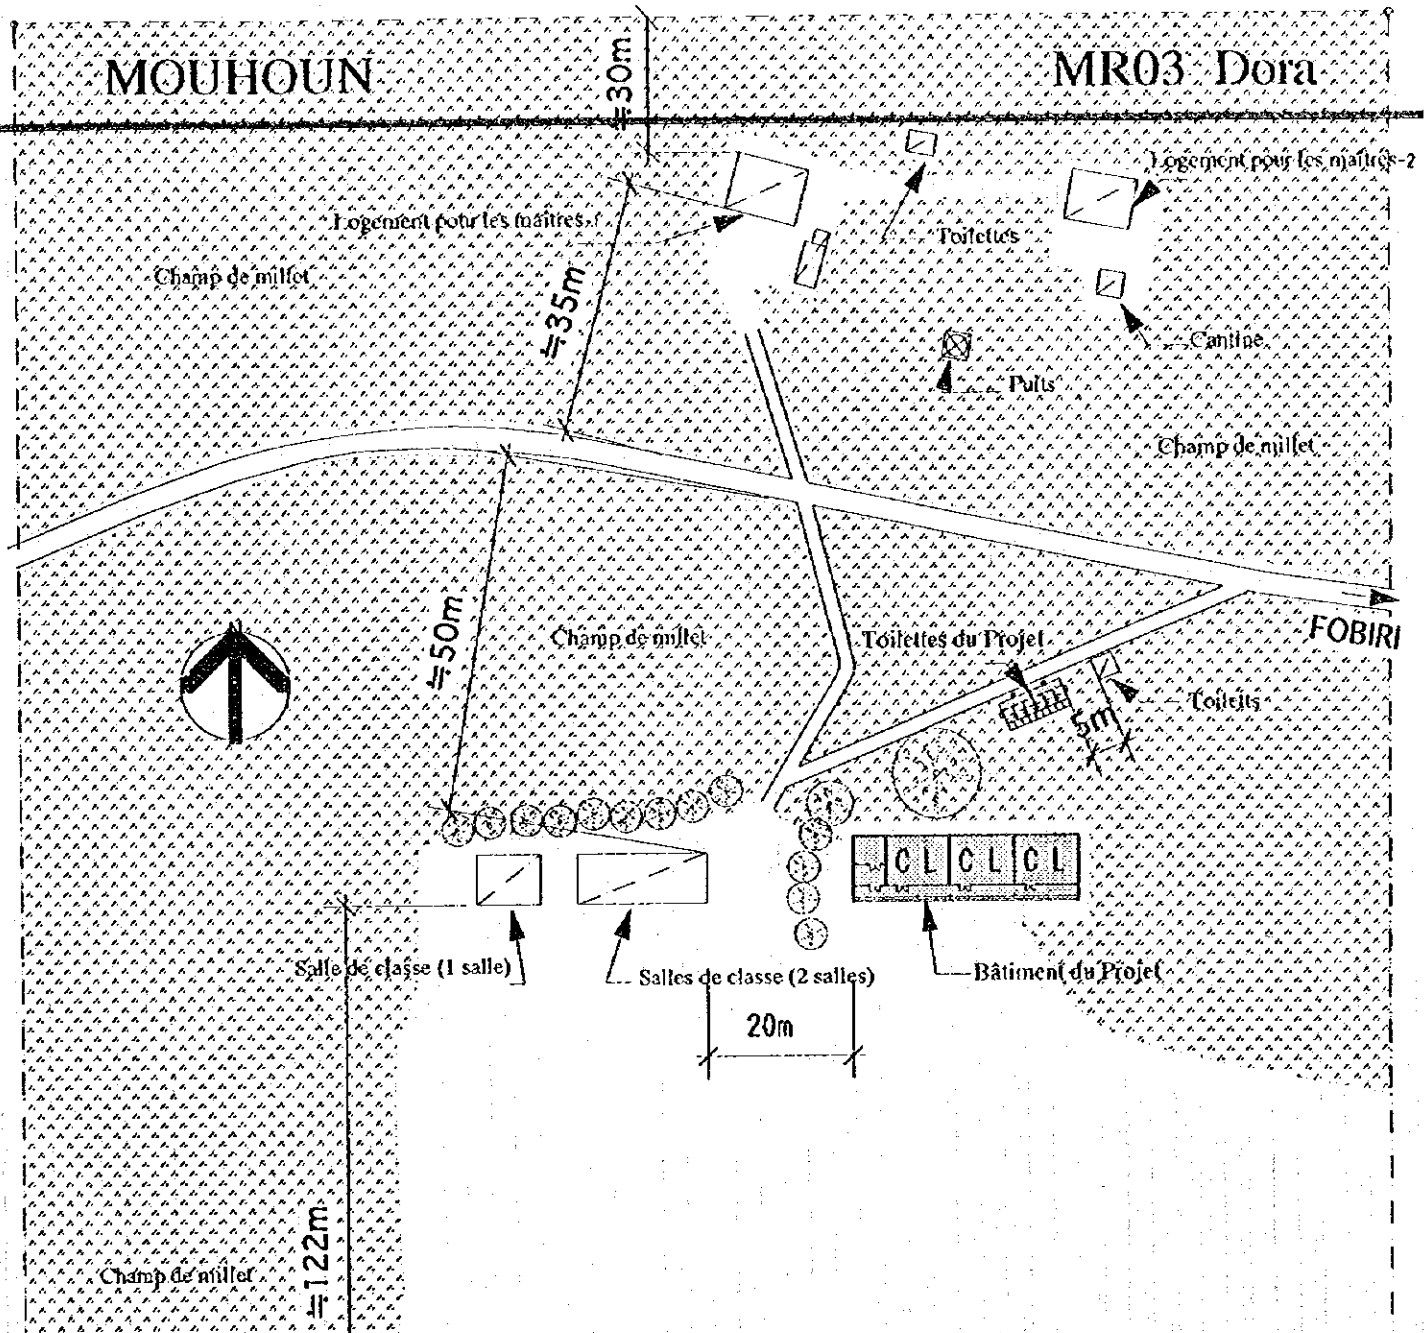 MOUHOUN
MR03 Dora
≒30m
Logement pour les maîtres-2
Logement pour les maîtres-1
Toilettes
Champ de millet
≒35m
Cantine
Puits
Champ de millet
FOBIRI
≒50m
Champ de millet
Toilettes du Projet
Toiletts
5m
CL CL CL
Salle de classe (1 salle)
Salles de classe (2 salles)
Bâtiment du Projet
20m
≒122m
Champ de millet